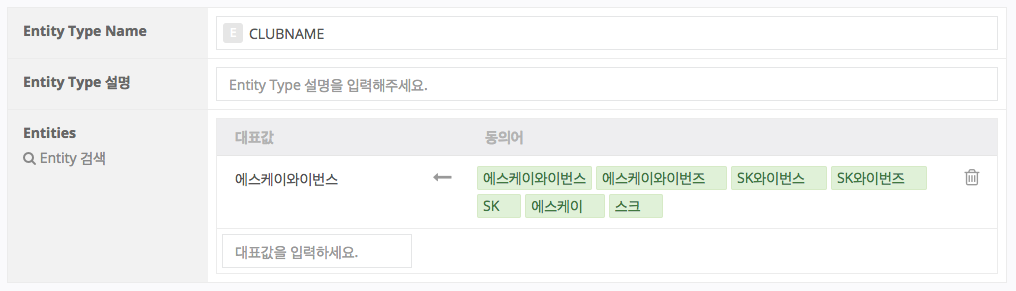 Entity Type Name
E CLUBNAME
Entity Type 설명
Entity Type 설명을 입력해주세요.
Entities
Entity 검색
대표값 동의어
에스케이와이번스 에스케이와이번스 에스케이와이번즈 SK와이번스 SK와이번즈
SK 에스케이 스크
대표값을 입력하세요.